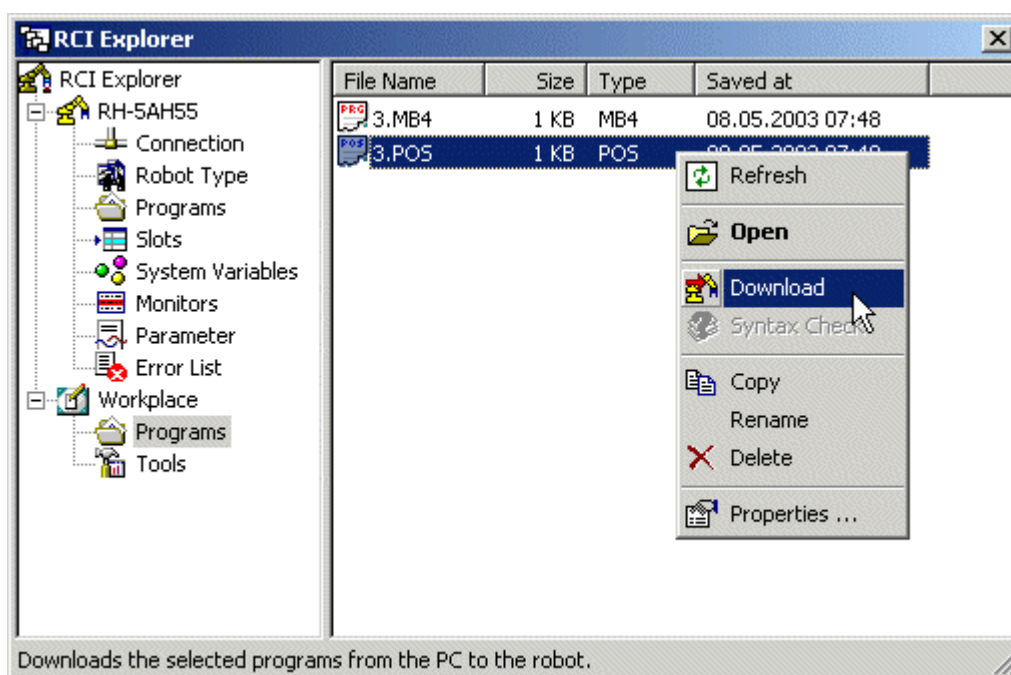 RCI Explorer
RCI Explorer
RH-5AH55
Connection
Robot Type
Programs
Slots
System Variables
Monitors
Parameter
Error List
Workplace
Programs
Tools
File Name Size Type Saved at
PRG 3.MB4 1 KB MB4 08.05.2003 07:48
POS 3.POS 1 KB POS
Refresh
Open
Download
Syntax Check
Copy
Rename
Delete
Properties ...
Downloads the selected programs from the PC to the robot.